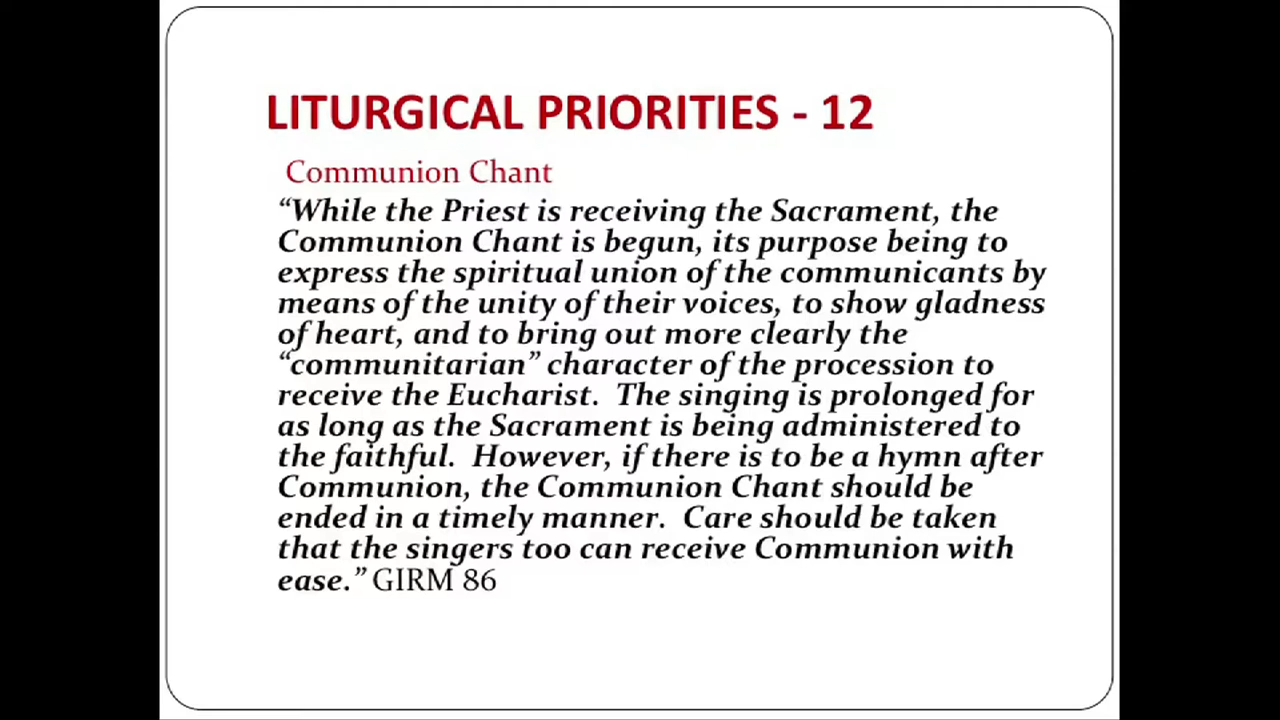 LITURGICAL PRIORITIES - 12
Communion Chant
“While the Priest is receiving the Sacrament, the
Communion Chant is begun, its purpose being to
express the spiritual union of the communicants by
means of the unity of their voices, to show gladness
of heart, and to bring out more clearly the
“communitarian” character of the procession to
receive the Eucharist.  The singing is prolonged for
as long as the Sacrament is being administered to
the faithful.  However, if there is to be a hymn after
Communion, the Communion Chant should be
ended in a timely manner.  Care should be taken
that the singers too can receive Communion with
ease.” GIRM 86